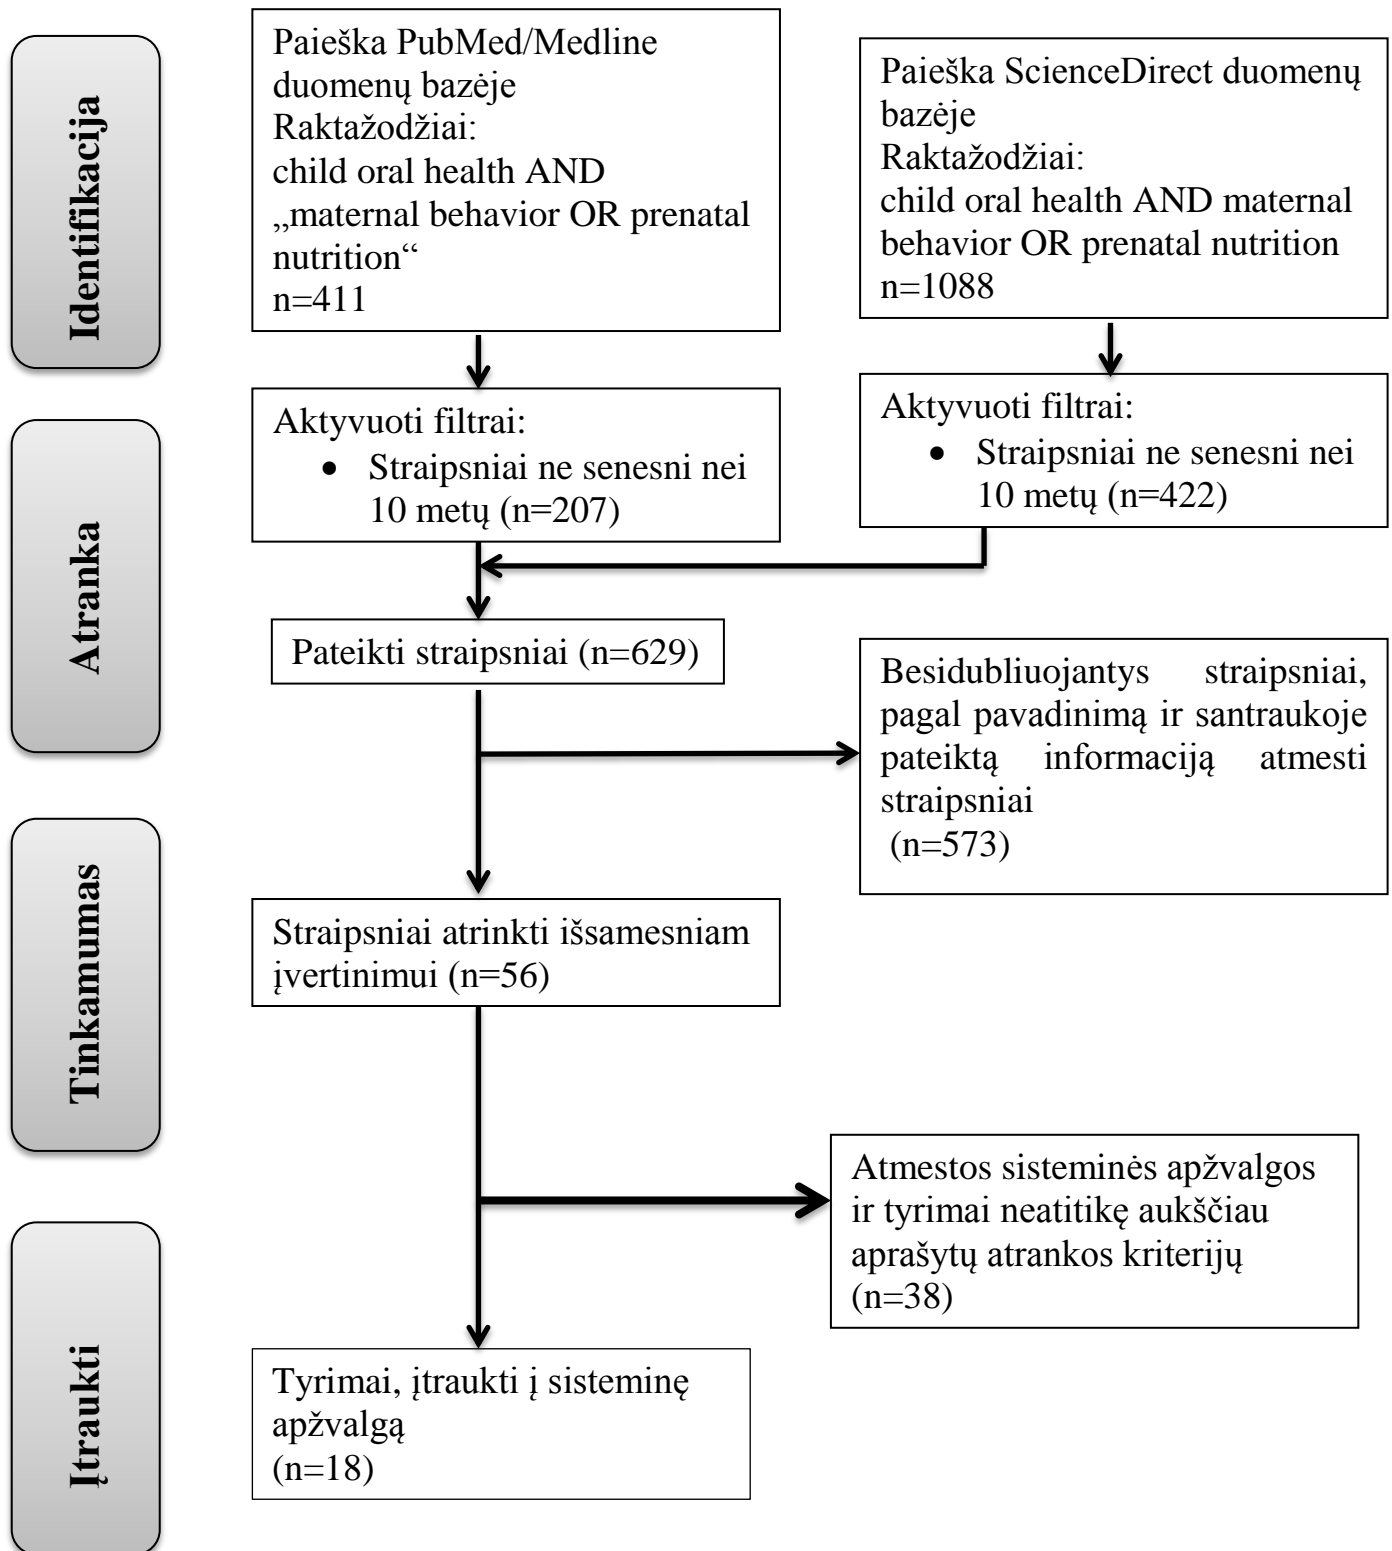 Identifikacija
Paieška PubMed/Medline
duomenų bazėje
Raktažodžiai:
child oral health AND
„maternal behavior OR prenatal
nutrition“
n=411
Paieška ScienceDirect duomenų
bazėje
Raktažodžiai:
child oral health AND maternal
behavior OR prenatal nutrition
n=1088
Atranka
Aktyvuoti filtrai:
• Straipsniai ne senesni nei
10 metų (n=207)
Aktyvuoti filtrai:
• Straipsniai ne senesni nei
10 metų (n=422)
Pateikti straipsniai (n=629)
Besidubliuojantys straipsniai,
pagal pavadinimą ir santraukoje
pateiktą informaciją atmesti
straipsniai
(n=573)
Tinkamumas
Straipsniai atrinkti išsamesniam
įvertinimui (n=56)
Atmestos sisteminės apžvalgos
ir tyrimai neatitikę aukščiau
aprašytų atrankos kriterijų
(n=38)
Įtraukti
Tyrimai, įtraukti į sisteminę
apžvalgą
(n=18)